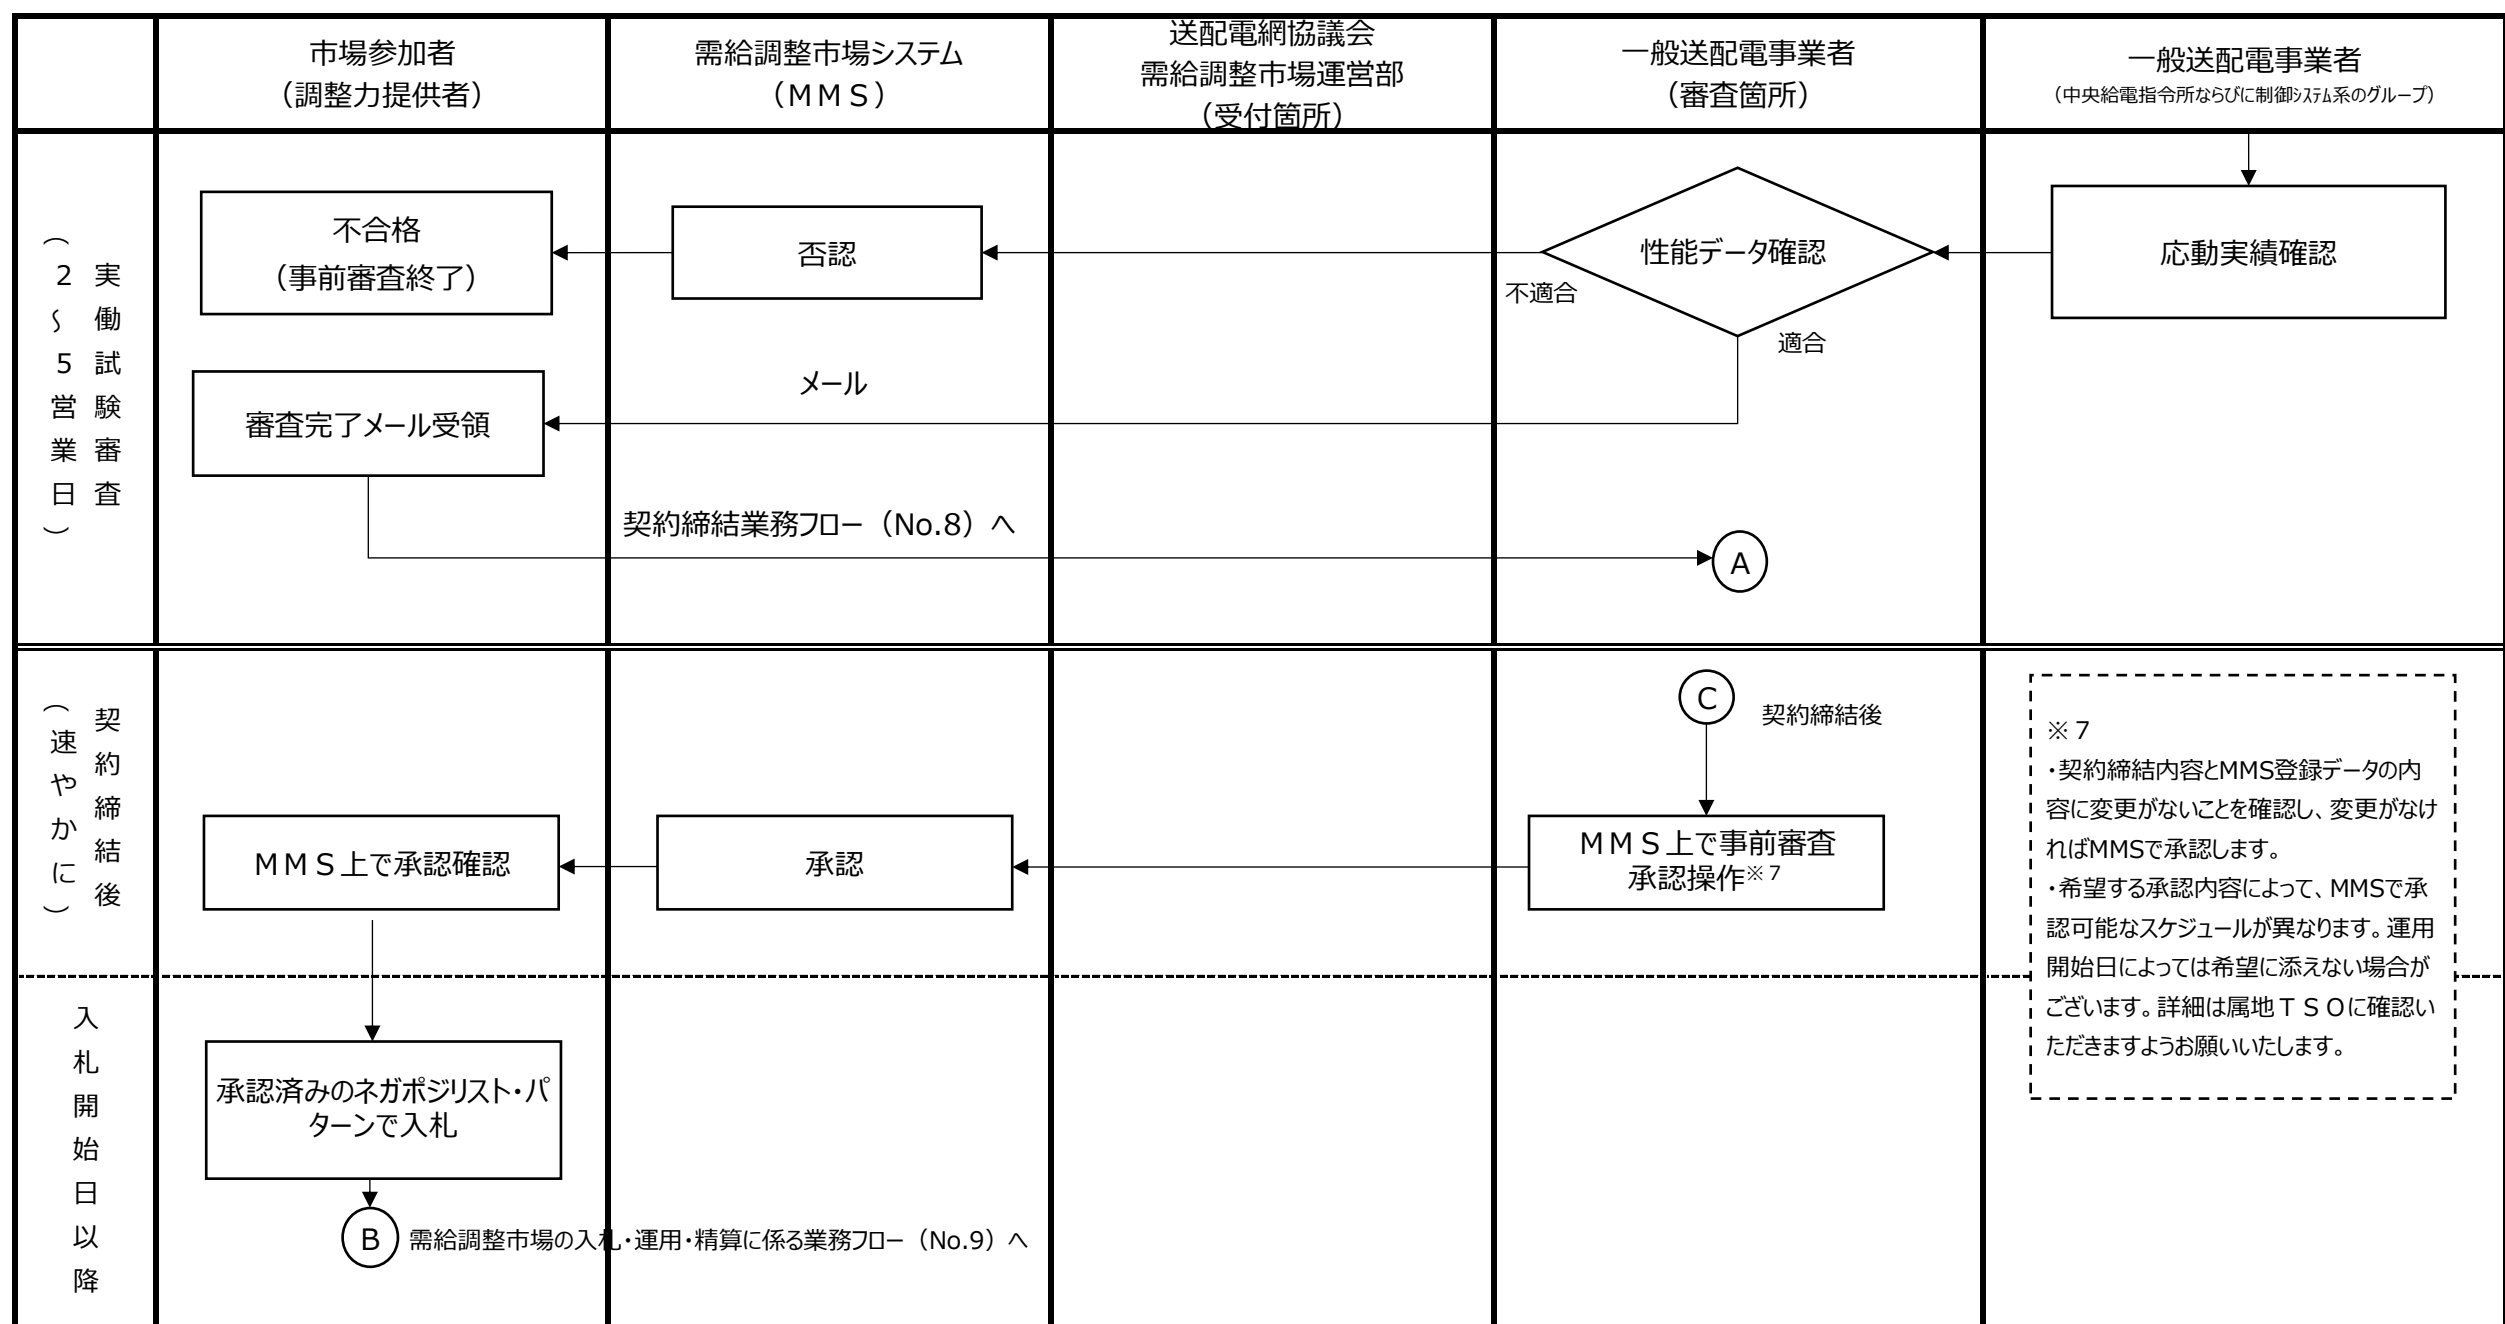 市場参加者
（調整力提供者）
需給調整市場システム
（ＭＭＳ）
送配電網協議会
需給調整市場運営部
（受付箇所）
一般送配電事業者
（審査箇所）
一般送配電事業者
（中央給電指令所ならびに制御ｼｽﾃﾑ系のグループ）
実働試験審査
（２～５営業日）
不合格
（事前審査終了）
否認
性能データ確認
応動実績確認
不適合
適合
メール
審査完了メール受領
契約締結業務フロー（No.8）へ
A
契約締結後
（速やかに）
C
契約締結後
ＭＭＳ上で承認確認
承認
ＭＭＳ上で事前審査
承認操作※７
※７
・契約締結内容とMMS登録データの内
容に変更がないことを確認し、変更がなけ
ればMMSで承認します。
・希望する承認内容によって、MMSで承
認可能なスケジュールが異なります。運用
開始日によっては希望に添えない場合が
ございます。詳細は属地ＴＳＯに確認い
ただきますようお願いいたします。
入札開始日以降
承認済みのネガポジリスト・パ
ターンで入札
B
需給調整市場の入札・運用・精算に係る業務フロー（No.9）へ